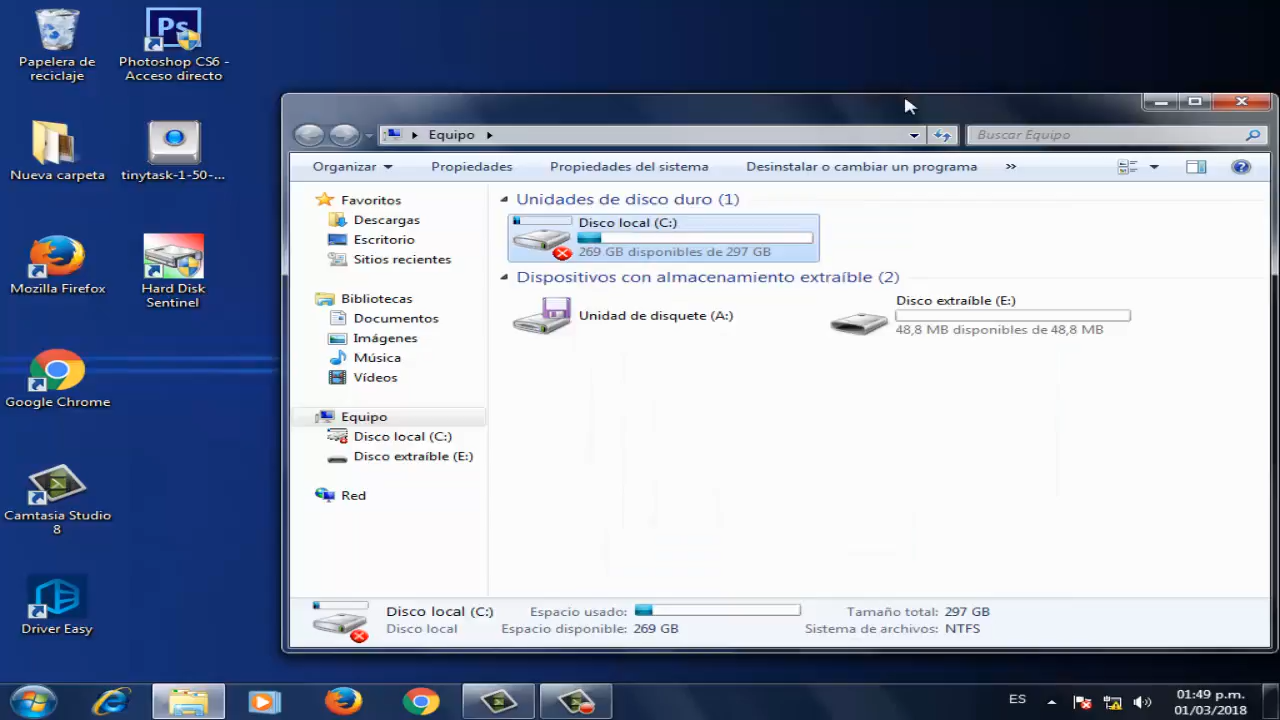 Papelera de
reciclaje
Ps
Photoshop CS6 -
Acceso directo
Nueva carpeta
tinytask-1-50-...
Mozilla Firefox
Hard Disk
Sentinel
Google Chrome
Camtasia Studio
8
Driver Easy
Equipo
Buscar Equipo
Organizar
Propiedades
Propiedades del sistema
Desinstalar o cambiar un programa
»
Favoritos
Descargas
Escritorio
Sitios recientes
Bibliotecas
Documentos
Imágenes
Música
Vídeos
Equipo
Disco local (C:)
Disco extraíble (E:)
Red
Unidades de disco duro (1)
Disco local (C:)
269 GB disponibles de 297 GB
Dispositivos con almacenamiento extraíble (2)
Unidad de disquete (A:)
Disco extraíble (E:)
48,8 MB disponibles de 48,8 MB
Disco local (C:) Espacio usado: Tamaño total: 297 GB
Disco local Espacio disponible: 269 GB Sistema de archivos: NTFS
ES
01:49 p.m.
01/03/2018